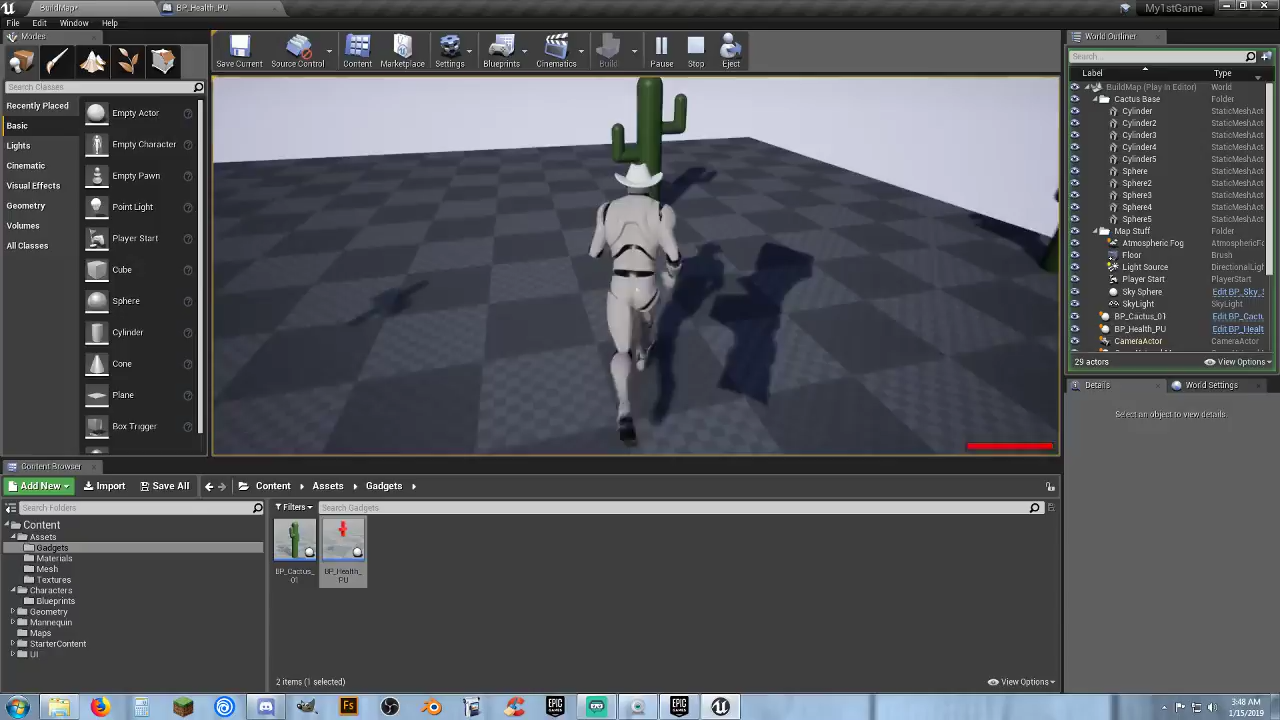 BuildMap*
BP_Health_PU
My1stGame
File
Edit
Window
Help
Modes
Search Classes
Recently Placed
Basic
Lights
Cinematic
Visual Effects
Geometry
Volumes
All Classes
Empty Actor
Empty Character
Empty Pawn
Point Light
Player Start
Cube
Sphere
Cylinder
Cone
Plane
Box Trigger
Save Current
Source Control
Content
Marketplace
Settings
Blueprints
Cinematics
Build
Pause
Stop
Eject
World Outliner
Search...
Label
Type
BuildMap (Play In Editor)
World
Cactus Base
Folder
Cylinder
StaticMeshAct
Cylinder2
StaticMeshAct
Cylinder3
StaticMeshAct
Cylinder4
StaticMeshAct
Cylinder5
StaticMeshAct
Sphere
StaticMeshAct
Sphere2
StaticMeshAct
Sphere3
StaticMeshAct
Sphere4
StaticMeshAct
Sphere5
StaticMeshAct
Map Stuff
Folder
Atmospheric Fog
AtmosphericF
Floor
Brush
Light Source
DirectionalLigh
Player Start
PlayerStart
Sky Sphere
Edit BP_Sky_S
SkyLight
SkyLight
BP_Cactus_01
Edit BP_Cactu
BP_Health_PU
Edit BP_Healt
CameraActor
CameraActor
29 actors
View Options
Details
World Settings
Select an object to view details.
Content Browser
Add New
Import
Save All
Content
Assets
Gadgets
Search Folders
Filters
Search Gadgets
Content
Assets
Gadgets
Materials
Mesh
Textures
Characters
Blueprints
Geometry
Mannequin
Maps
StarterContent
UI
BP_Cactus_
01
BP_Health_
PU
2 items (1 selected)
View Options
Fs
EPIC
GAMES
EPIC
GAMES
3:48 AM
1/15/2019